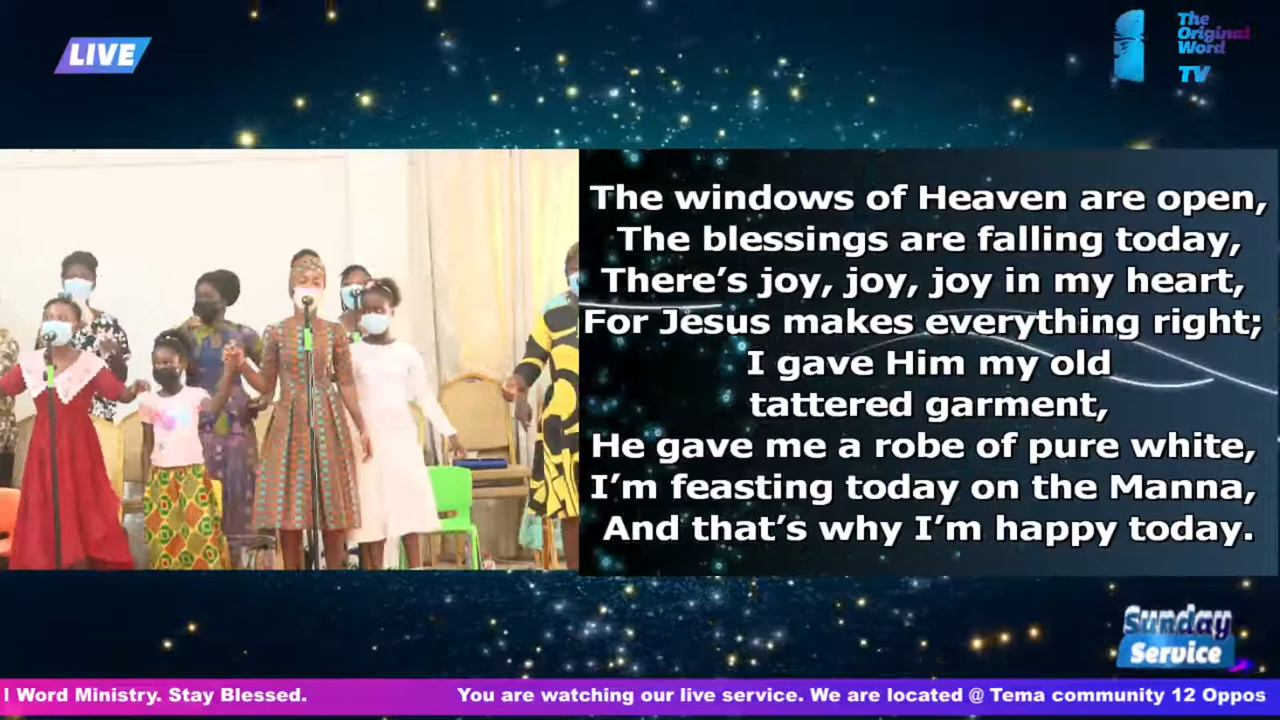 LIVE
The
Original
Word
TV
The windows of Heaven are open,
The blessings are falling today,
There’s joy, joy, joy in my heart,
For Jesus makes everything right;
I gave Him my old
tattered garment,
He gave me a robe of pure white,
I’m feasting today on the Manna,
And that’s why I’m happy today.
Sunday
Service
l Word Ministry. Stay Blessed. You are watching our live service. We are located @ Tema community 12 Oppos